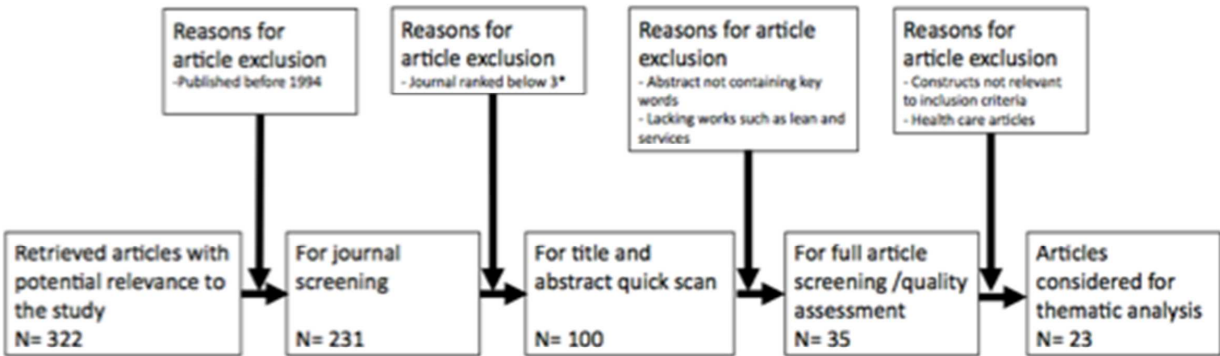 Reasons for
article exclusion
-Published before 1994
Reasons for
article exclusion
- Journal ranked below 3*
Reasons for article
exclusion
- Abstract not containing key
words
- Lacking works such as lean and
services
Reasons for
article exclusion
- Constructs not relevant
to inclusion criteria
- Health care articles
Retrieved articles with
potential relevance to
the study
N= 322
For journal
screening
N= 231
For title and
abstract quick scan
N= 100
For full article
screening /quality
assessment
N= 35
Articles
considered for
thematic analysis
N= 23